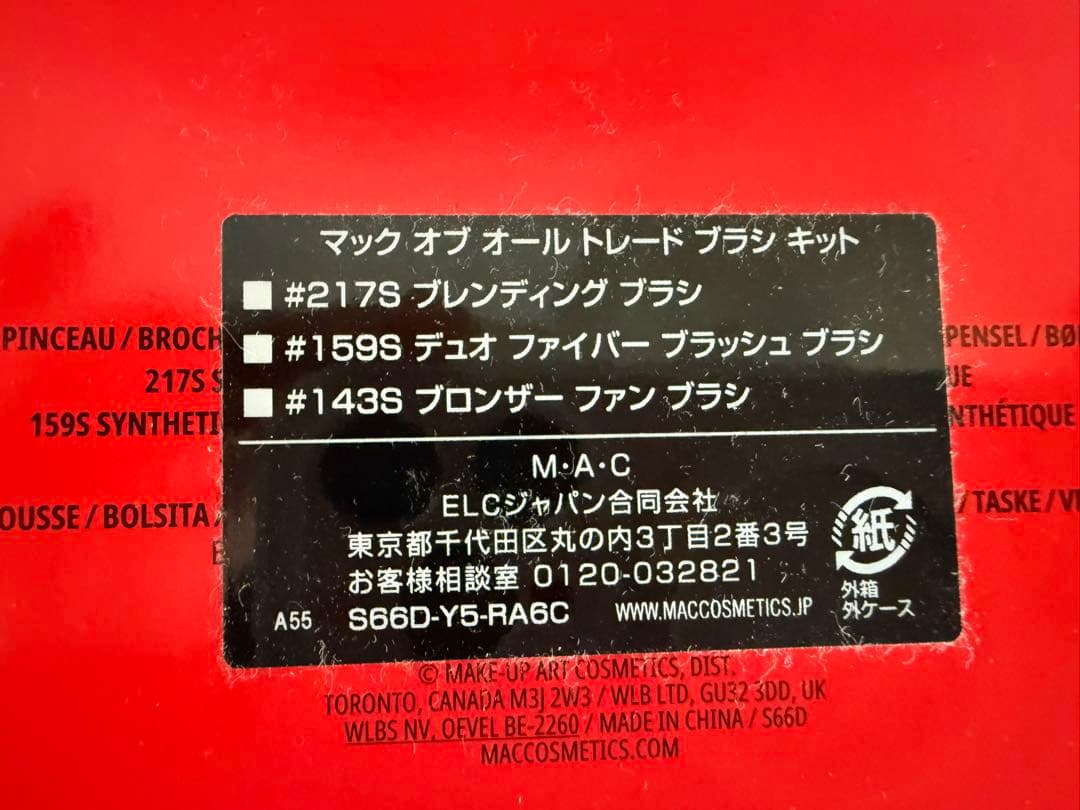 マック オブ オール トレード ブラシ キット
#217S ブレンディング ブラシ
#159S デュオ ファイバー ブラッシュ ブラシ
#143S ブロンザー ファン ブラシ
PINCEAU / BROCH
PENSEL / BØ
217S S
UE
159S SYNTHETI
NTHÉTIQUE
OUSSE / BOLSITA /
/ TASKE / V
M・A・C
ELCジャパン合同会社
東京都千代田区丸の内3丁目2番3号
お客様相談室 0120-032821
紙
外箱
外ケース
A55 S66D-Y5-RA6C WWW.MACCOSMETICS.JP
© MAKE-UP ART COSMETICS, DIST.
TORONTO, CANADA M3J 2W3 / WLB LTD, GU32 3DD, UK
WLBS NV, OEVEL BE-2260 / MADE IN CHINA / S66D
MACCOSMETICS.COM